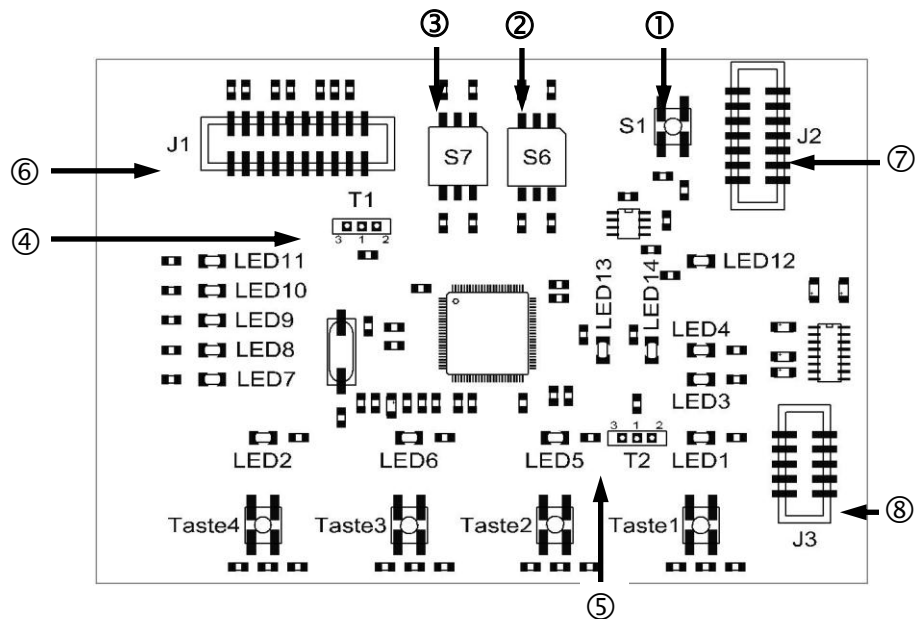 ③ ② ①
S1
J2
J1
S7
S6
⑥
⑦
T1
3 1 2
④
LED11
LED13
LED14
LED12
LED10
LED9
LED4
LED8
LED7
LED3
3 1 2
LED2
LED6
LED5
T2
LED1
Taste4
Taste3
Taste2
Taste1
⑧
J3
⑤